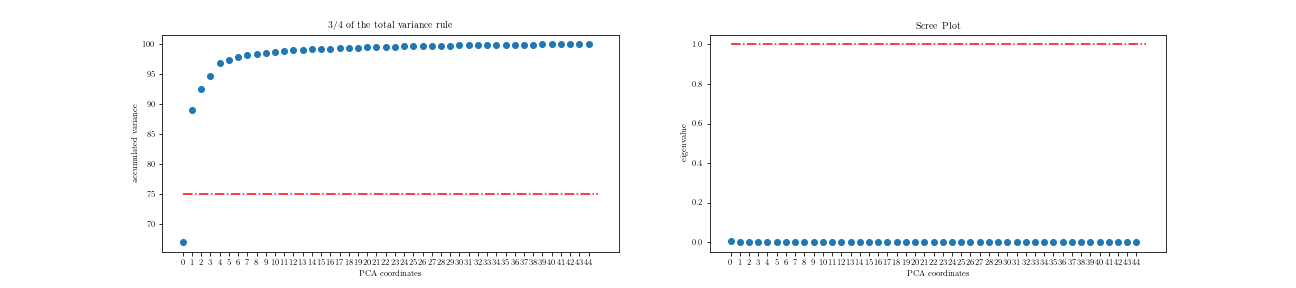 3/4 of the total variance rule
accumulated variance
100
95
90
85
80
75
70
0 1 2 3 4 5 6 7 8 9 10 11 12 13 14 15 16 17 18 19 20 21 22 23 24 25 26 27 28 29 30 31 32 33 34 35 36 37 38 39 40 41 42 43 44
PCA coordinates
Scree Plot
eigenvalue
1.0
0.8
0.6
0.4
0.2
0.0
0 1 2 3 4 5 6 7 8 9 10 11 12 13 14 15 16 17 18 19 20 21 22 23 24 25 26 27 28 29 30 31 32 33 34 35 36 37 38 39 40 41 42 43 44
PCA coordinates